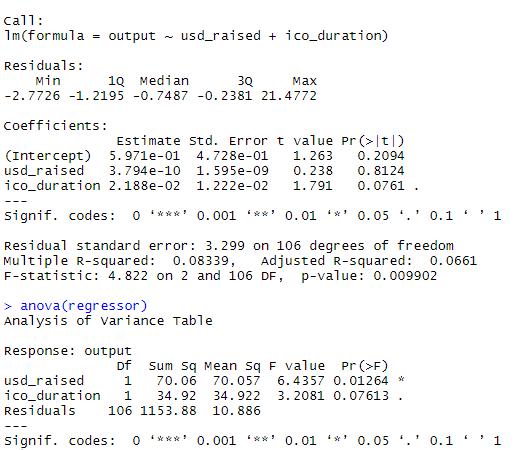 Call:
lm(formula = output ~ usd_raised + ico_duration)
Residuals:
    Min      1Q  Median      3Q     Max
-2.7726 -1.2195 -0.7487 -0.2381 21.4772
Coefficients:
              Estimate Std. Error t value Pr(>|t|)
(Intercept)  5.971e-01  4.728e-01   1.263   0.2094
usd_raised   3.794e-10  1.595e-09   0.238   0.8124
ico_duration 2.188e-02  1.222e-02   1.791   0.0761 .
---
Signif. codes:  0 ‘***’ 0.001 ‘**’ 0.01 ‘*’ 0.05 ‘.’ 0.1 ‘ ’ 1
Residual standard error: 3.299 on 106 degrees of freedom
Multiple R-squared:  0.08339,   Adjusted R-squared:  0.0661
F-statistic: 4.822 on 2 and 106 DF,  p-value: 0.009902
> anova(regressor)
Analysis of Variance Table
Response: output
              Df  Sum Sq Mean Sq F value  Pr(>F)
usd_raised     1   70.06  70.057  6.4357 0.01264 *
ico_duration   1   34.92  34.922  3.2081 0.07613 .
Residuals    106 1153.88  10.886
---
Signif. codes:  0 ‘***’ 0.001 ‘**’ 0.01 ‘*’ 0.05 ‘.’ 0.1 ‘ ’ 1